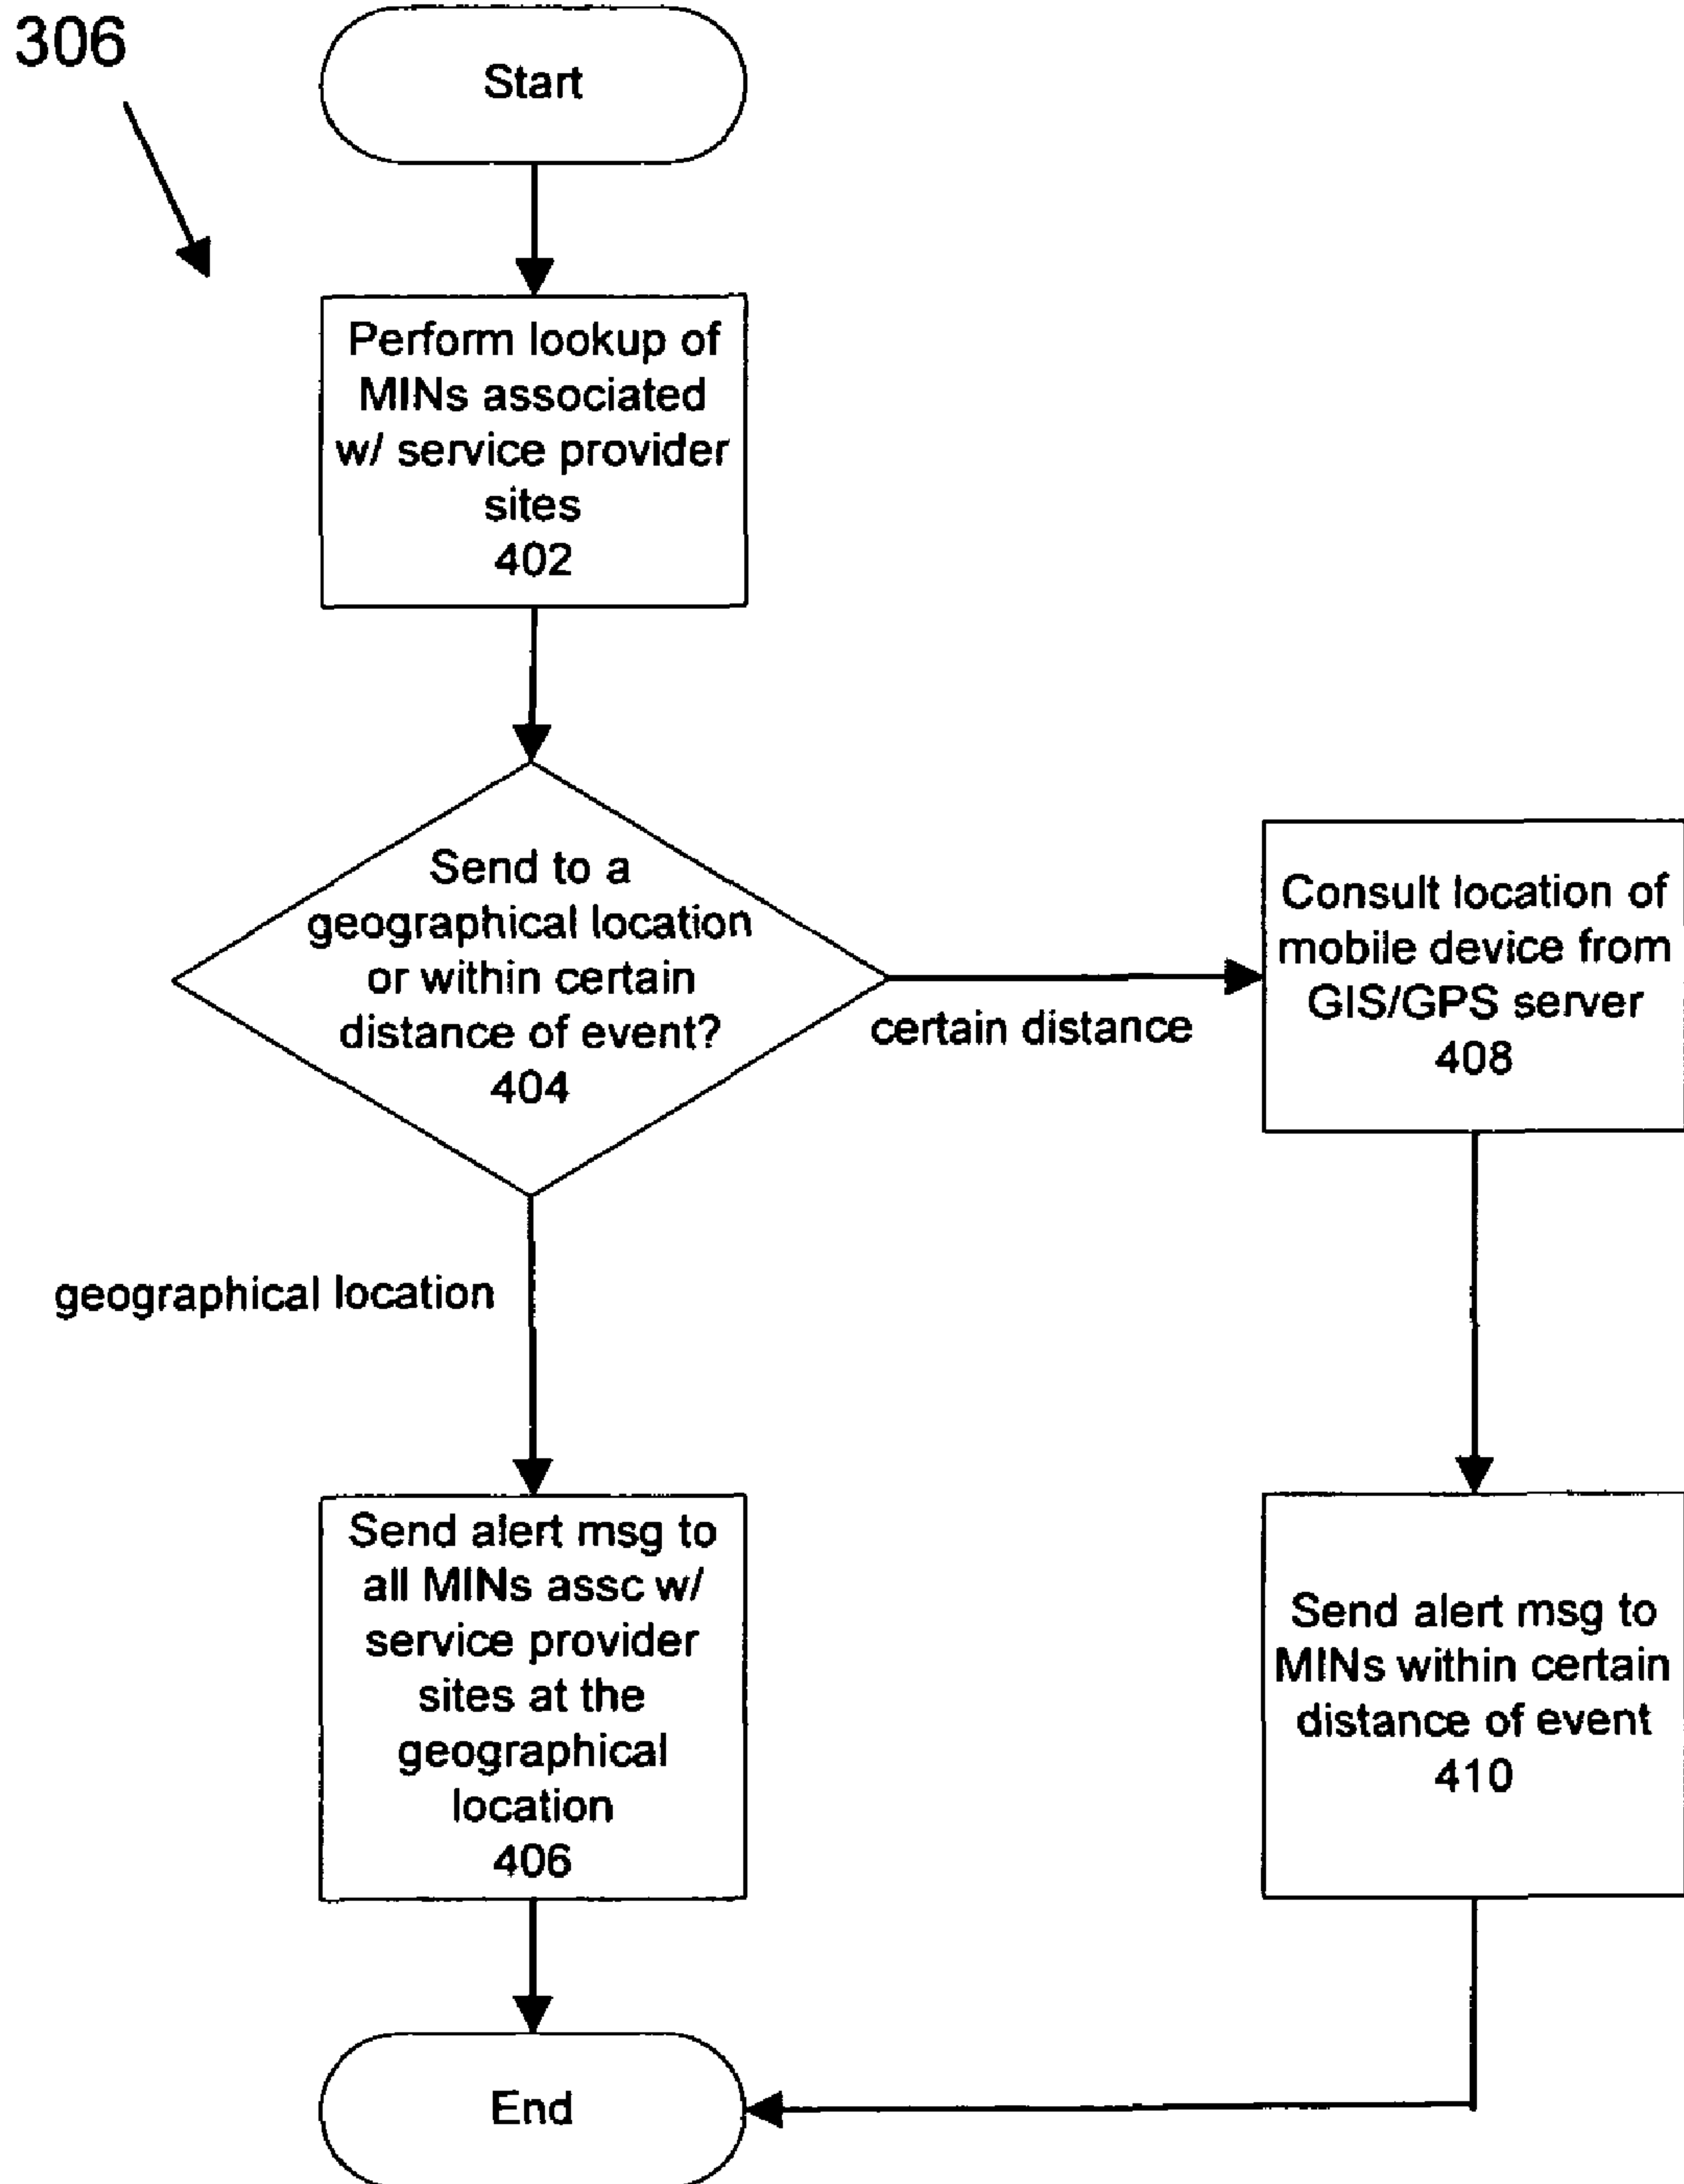 306
Start
Perform lookup of
MINs associated
w/ service provider
sites
402
Send to a
geographical location
or within certain
distance of event?
404
certain distance
Consult location of
mobile device from
GIS/GPS server
408
geographical location
Send alert msg to
all MINs assc w/
service provider
sites at the
geographical
location
406
Send alert msg to
MINs within certain
distance of event
410
End